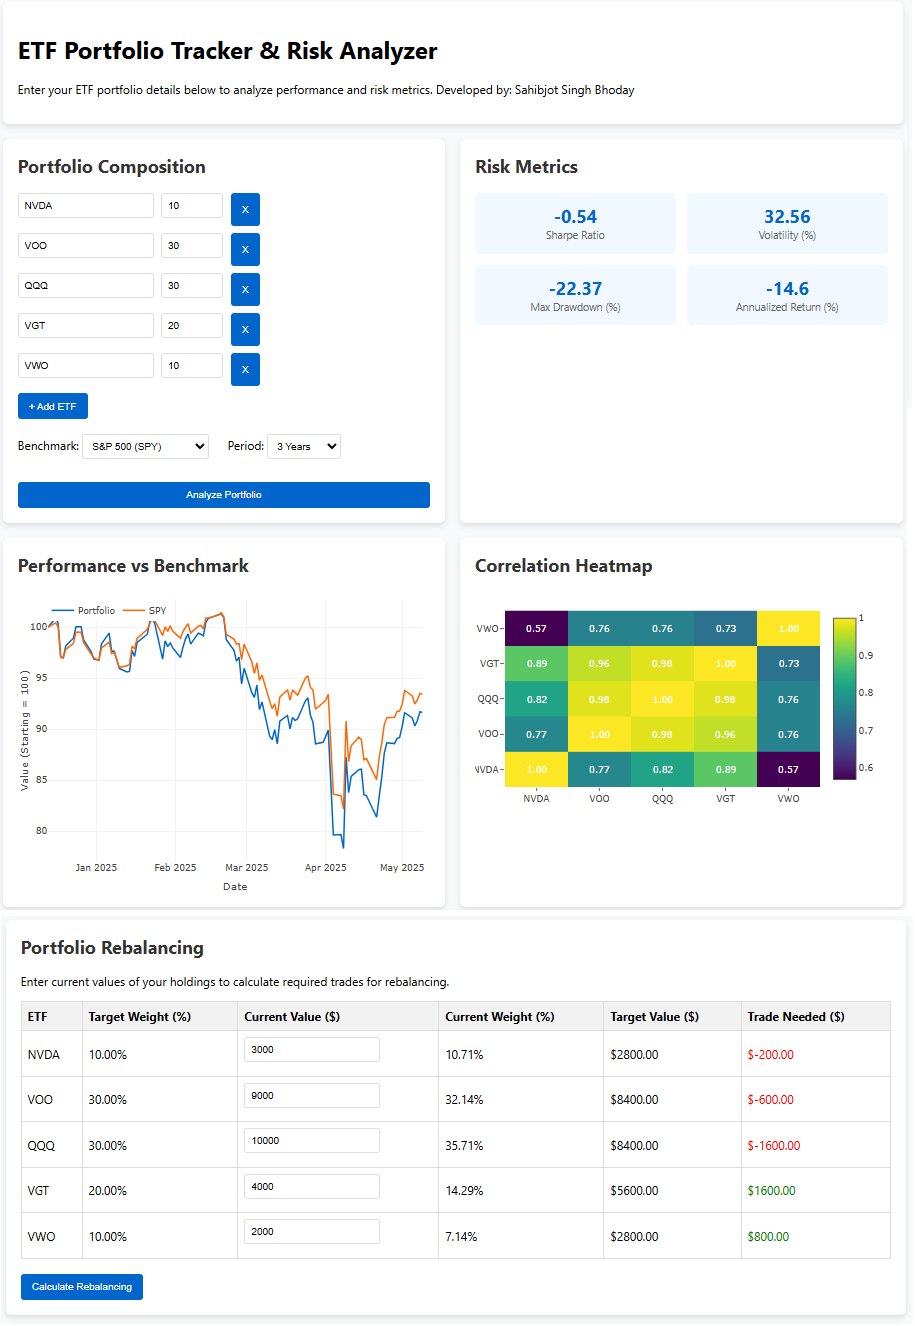 ETF Portfolio Tracker & Risk Analyzer
Enter your ETF portfolio details below to analyze performance and risk metrics. Developed by: Sahibjot Singh Bhoday
Portfolio Composition
NVDA 10 X
VOO 30 X
QQQ 30 X
VGT 20 X
VWO 10 X
+ Add ETF
Benchmark: S&P 500 (SPY) Period: 3 Years
Analyze Portfolio
Risk Metrics
-0.54 32.56
Sharpe Ratio Volatility (%)
-22.37 -14.6
Max Drawdown (%) Annualized Return (%)
Performance vs Benchmark
Portfolio SPY
100
95
90
85
80
Value (Starting = 100)
Jan 2025 Feb 2025 Mar 2025 Apr 2025 May 2025
Date
Correlation Heatmap
VWO 0.57 0.76 0.76 0.73 1.00
VGT 0.89 0.96 0.98 1.00 0.73
QQQ 0.82 0.98 1.00 0.98 0.76
VOO 0.77 1.00 0.98 0.96 0.76
NVDA 1.00 0.77 0.82 0.89 0.57
NVDA VOO QQQ VGT VWO
1
0.9
0.8
0.7
0.6
Portfolio Rebalancing
Enter current values of your holdings to calculate required trades for rebalancing.
ETF Target Weight (%) Current Value ($) Current Weight (%) Target Value ($) Trade Needed ($)
NVDA 10.00% 3000 10.71% $2800.00 $-200.00
VOO 30.00% 9000 32.14% $8400.00 $-600.00
QQQ 30.00% 10000 35.71% $8400.00 $-1600.00
VGT 20.00% 4000 14.29% $5600.00 $1600.00
VWO 10.00% 2000 7.14% $2800.00 $800.00
Calculate Rebalancing